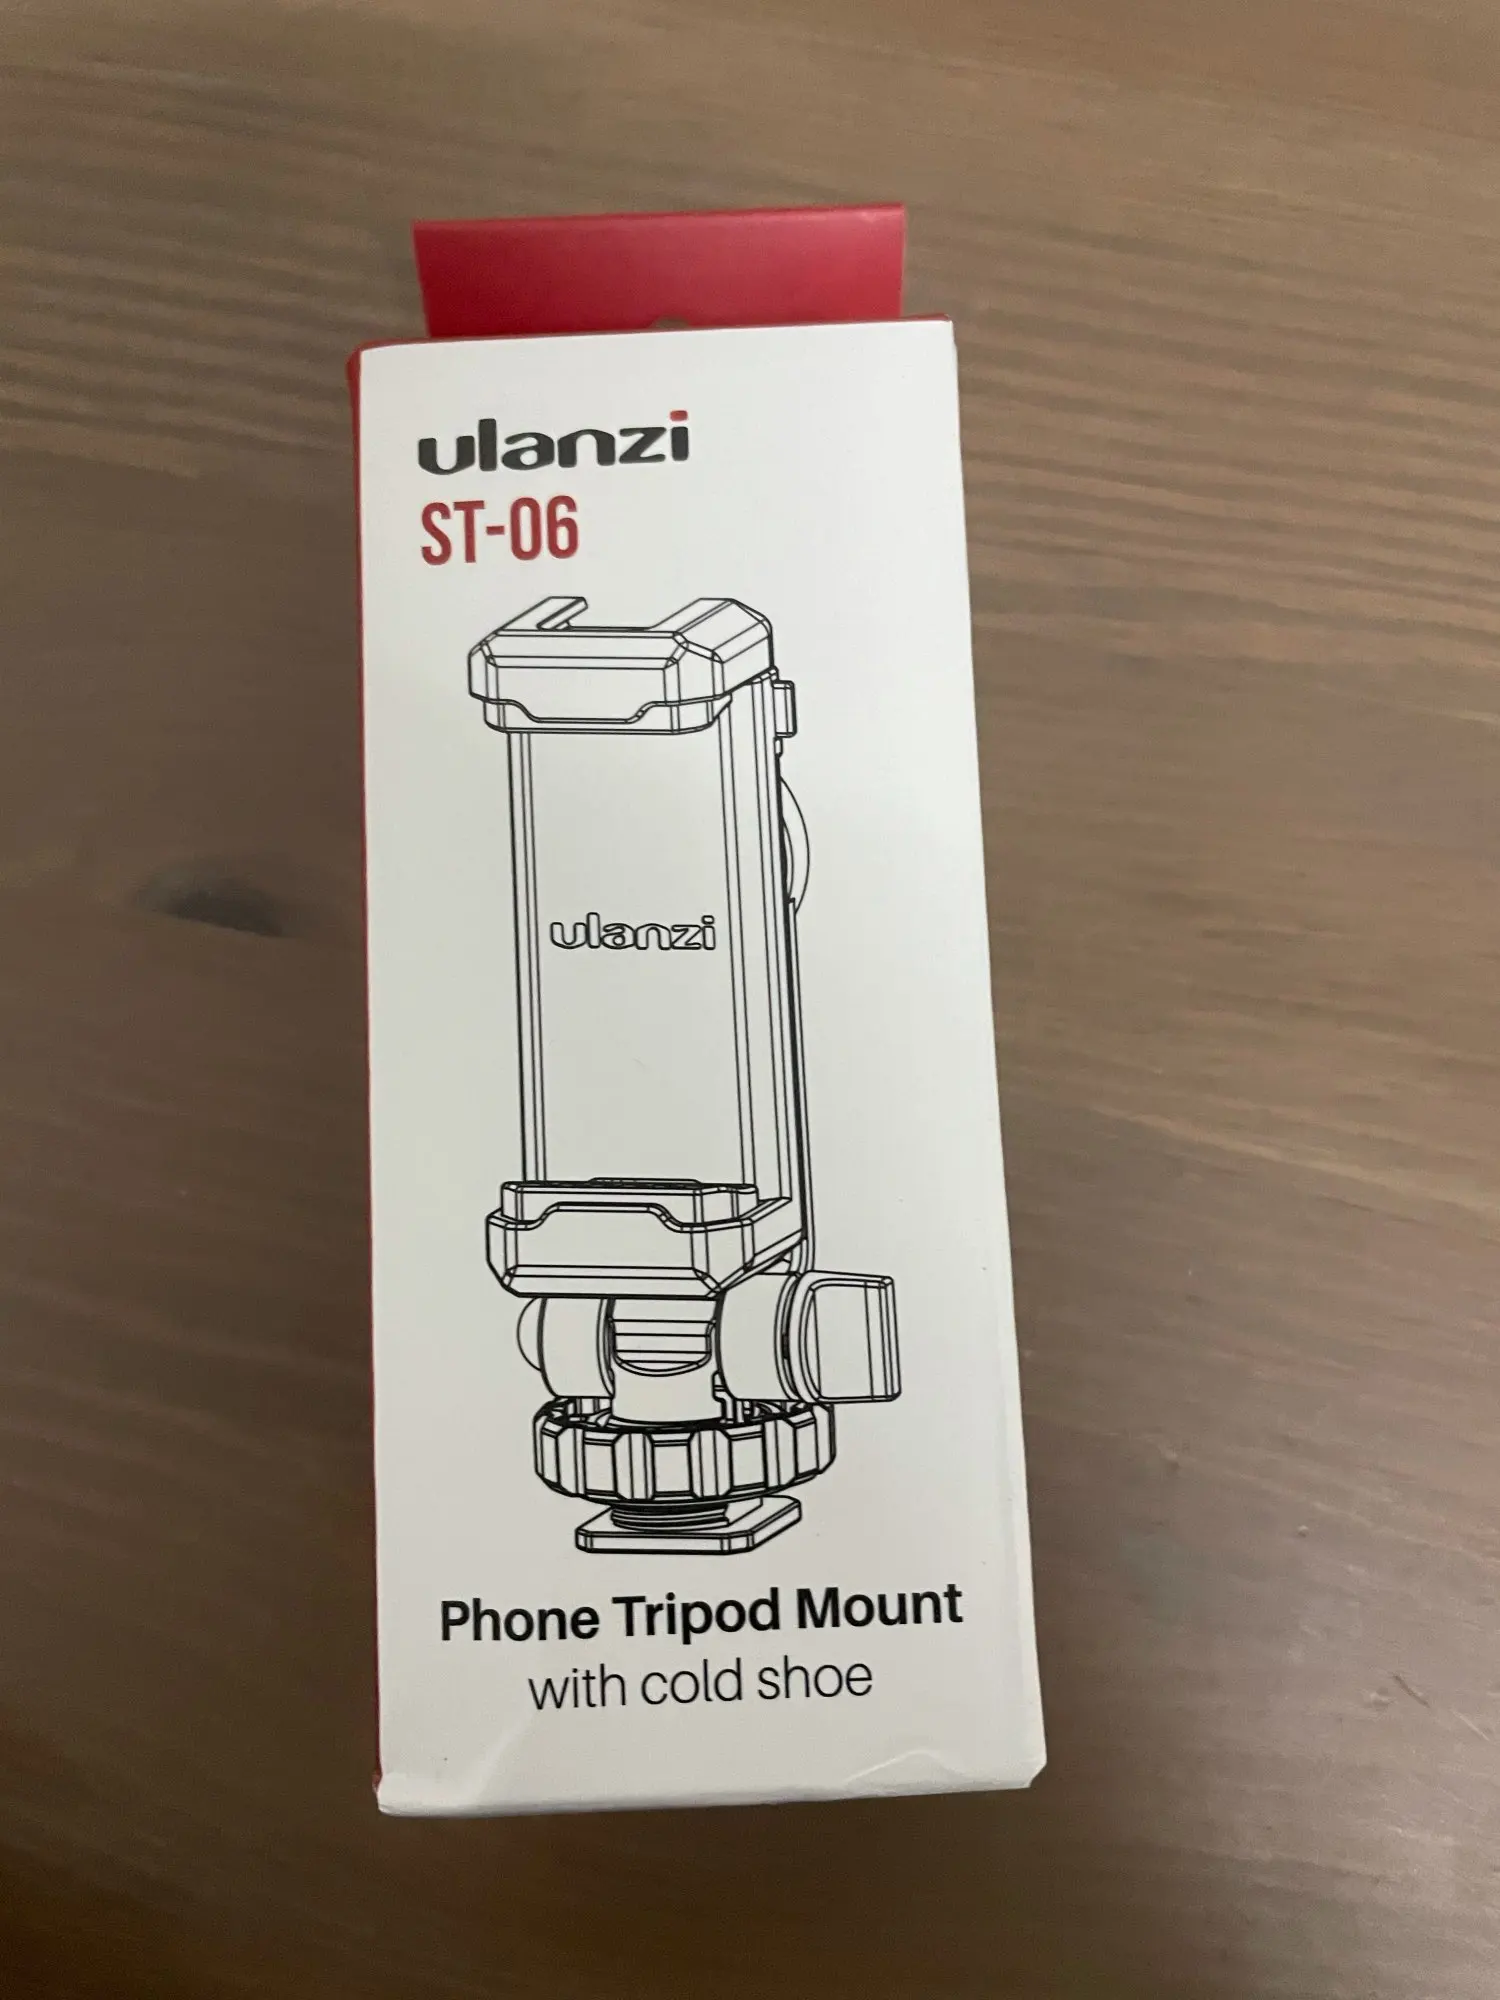 ulanzi
ST-06
ulanzi
Phone Tripod Mount
with cold shoe